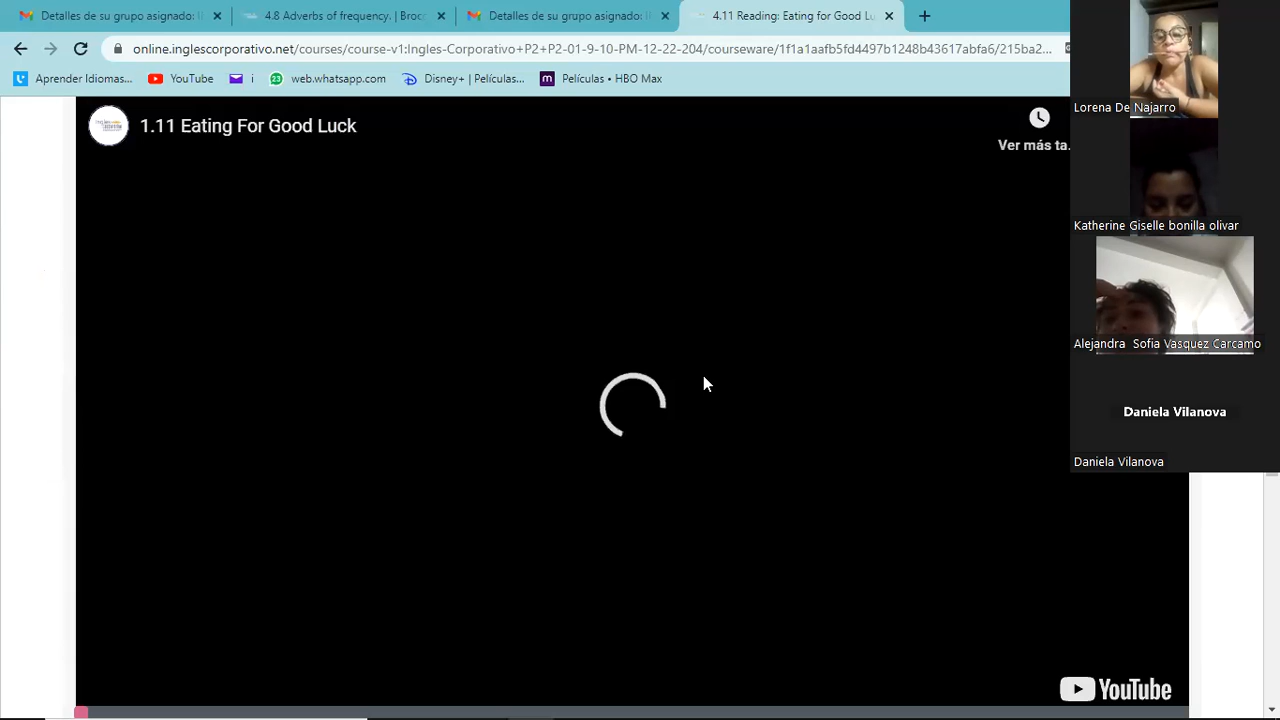 Detalles de su grupo asignado: I
4.8 Adverbs of frequency. | Broc
Detalles de su grupo asignado: I
4.11 Reading: Eating for Good Lu
online.inglescorporativo.net/courses/course-v1:Ingles-Corporativo+P2+P2-01-9-10-PM-12-22-204/courseware/1f1a1aafb5fd4497b1248b43617abfa6/215ba2...
Aprender Idiomas...
YouTube
i
23
web.whatsapp.com
Disney+ | Películas...
m
Películas • HBO Max
1.11 Eating For Good Luck
Ver más ta.
YouTube
Lorena De Najarro
Katherine Giselle bonilla olivar
Alejandra Sofia Vasquez Carcamo
Daniela Vilanova
Daniela Vilanova